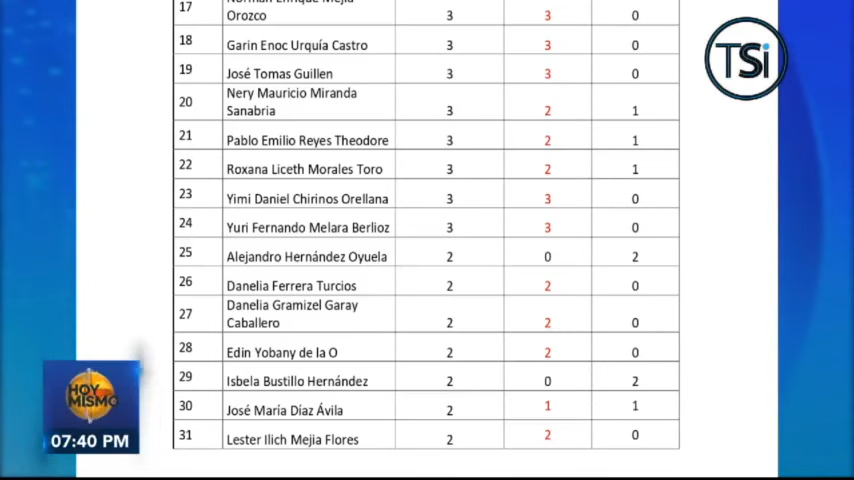 17 Norman Enrique Mejia
Orozco 3 3 0
18 Garin Enoc Urquía Castro 3 3 0
19 José Tomas Guillen 3 3 0
20 Nery Mauricio Miranda
Sanabria 3 2 1
21 Pablo Emilio Reyes Theodore 3 2 1
22 Roxana Liceth Morales Toro 3 2 1
23 Yimi Daniel Chirinos Orellana 3 3 0
24 Yuri Fernando Melara Berlioz 3 3 0
25 Alejandro Hernández Oyuela 2 0 2
26 Danelia Ferrera Turcios 2 2 0
27 Danelia Gramizel Garay
Caballero 2 2 0
28 Edin Yobany de la O 2 2 0
29 Isbela Bustillo Hernández 2 0 2
30 José María Díaz Ávila 2 1 1
31 Lester Ilich Mejia Flores 2 2 0
TSi
HOY
MISMO
07:40 PM